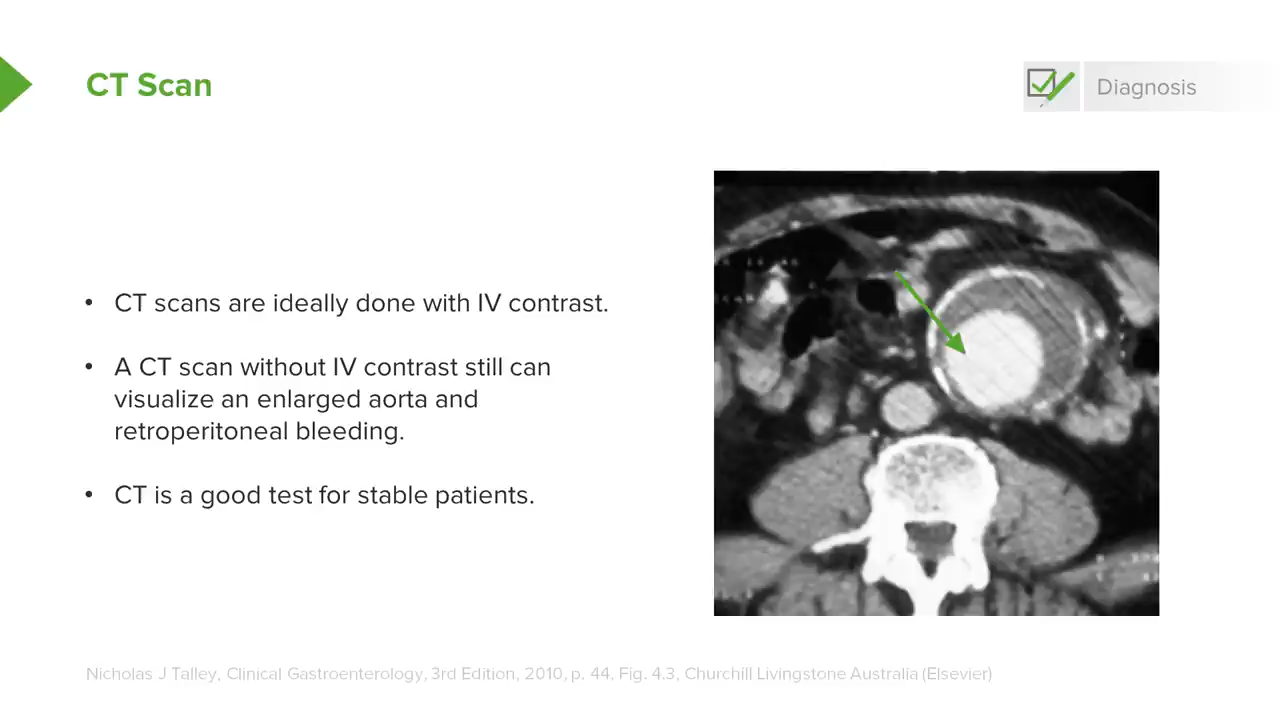 CT Scan
Diagnosis
• CT scans are ideally done with IV contrast.
• A CT scan without IV contrast still can
visualize an enlarged aorta and
retroperitoneal bleeding.
• CT is a good test for stable patients.
Nicholas J Talley, Clinical Gastroenterology, 3rd Edition, 2010, p. 44, Fig. 4.3, Churchill Livingstone Australia (Elsevier)